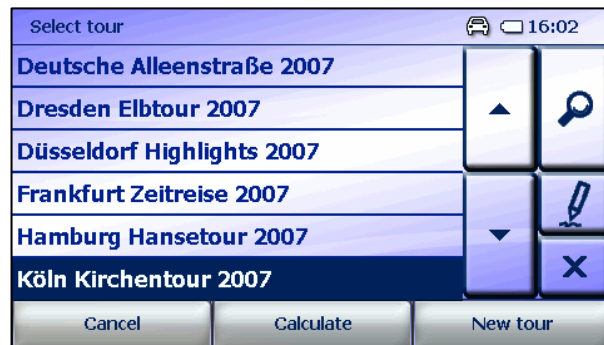 Select tour 16:02
Deutsche Alleenstraße 2007
Dresden Elbtour 2007
Düsseldorf Highlights 2007
Frankfurt Zeitreise 2007
Hamburg Hansetour 2007
Köln Kirchentour 2007
Cancel Calculate New tour